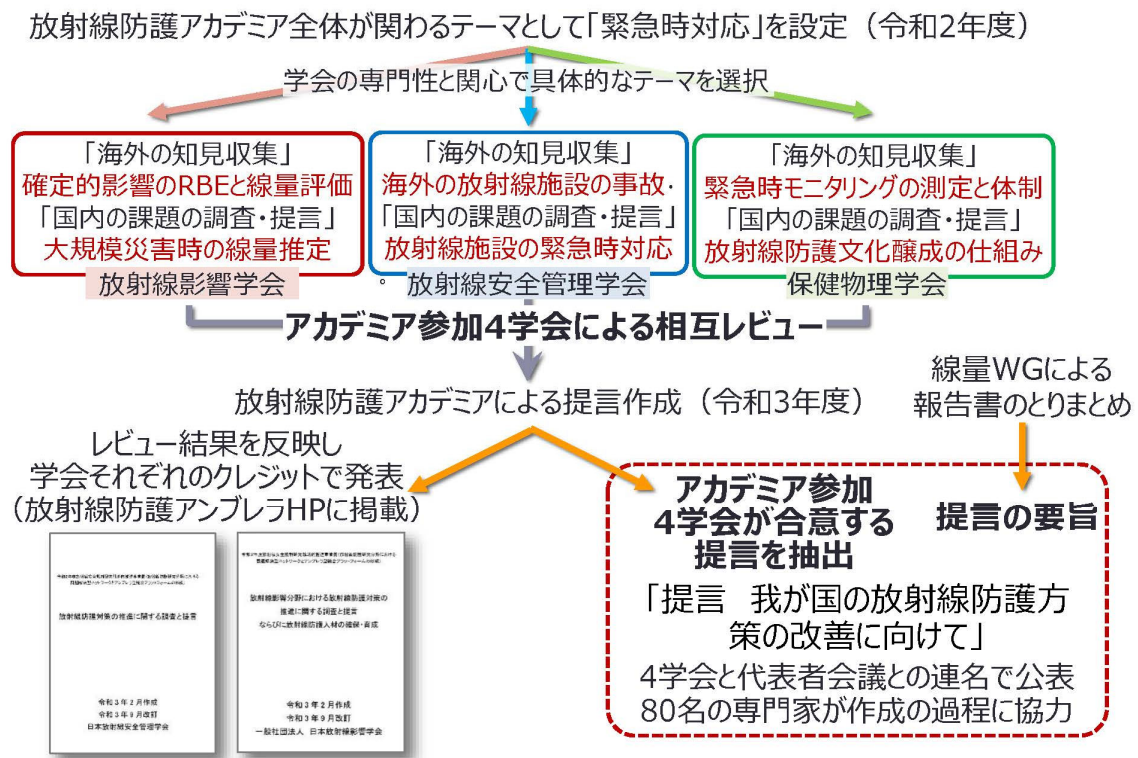 放射線防護アカデミア全体が関わるテーマとして「緊急時対応」を設定（令和2年度）
学会の専門性と関心で具体的なテーマを選択
「海外の知見収集」
確定的影響のRBEと線量評価
「国内の課題の調査・提言」
大規模災害時の線量推定
放射線影響学会
「海外の知見収集」
海外の放射線施設の事故・
「国内の課題の調査・提言」
放射線施設の緊急時対応
。放射線安全管理学会
「海外の知見収集」
緊急時モニタリングの測定と体制
「国内の課題の調査・提言」
放射線防護文化醸成の仕組み
保健物理学会
アカデミア参加4学会による相互レビュー
放射線防護アカデミアによる提言作成（令和3年度）
線量WGによる
報告書のとりまとめ
レビュー結果を反映し
学会それぞれのクレジットで発表
（放射線防護アンブレラHPに掲載）
放射線防護対策の推進に関する調査と提言
令和3年2月作成
令和3年9月改訂
日本放射線安全管理学会
放射線影響分野における放射線防護対策の
推進に関する調査と提言
ならびに放射線防護人材の確保・育成
令和3年2月作成
令和3年9月改訂
一般社団法人 日本放射線影響学会
アカデミア参加
4学会が合意する
提言を抽出
提言の要旨
「提言　我が国の放射線防護方
策の改善に向けて」
4学会と代表者会議との連名で公表
80名の専門家が作成の過程に協力